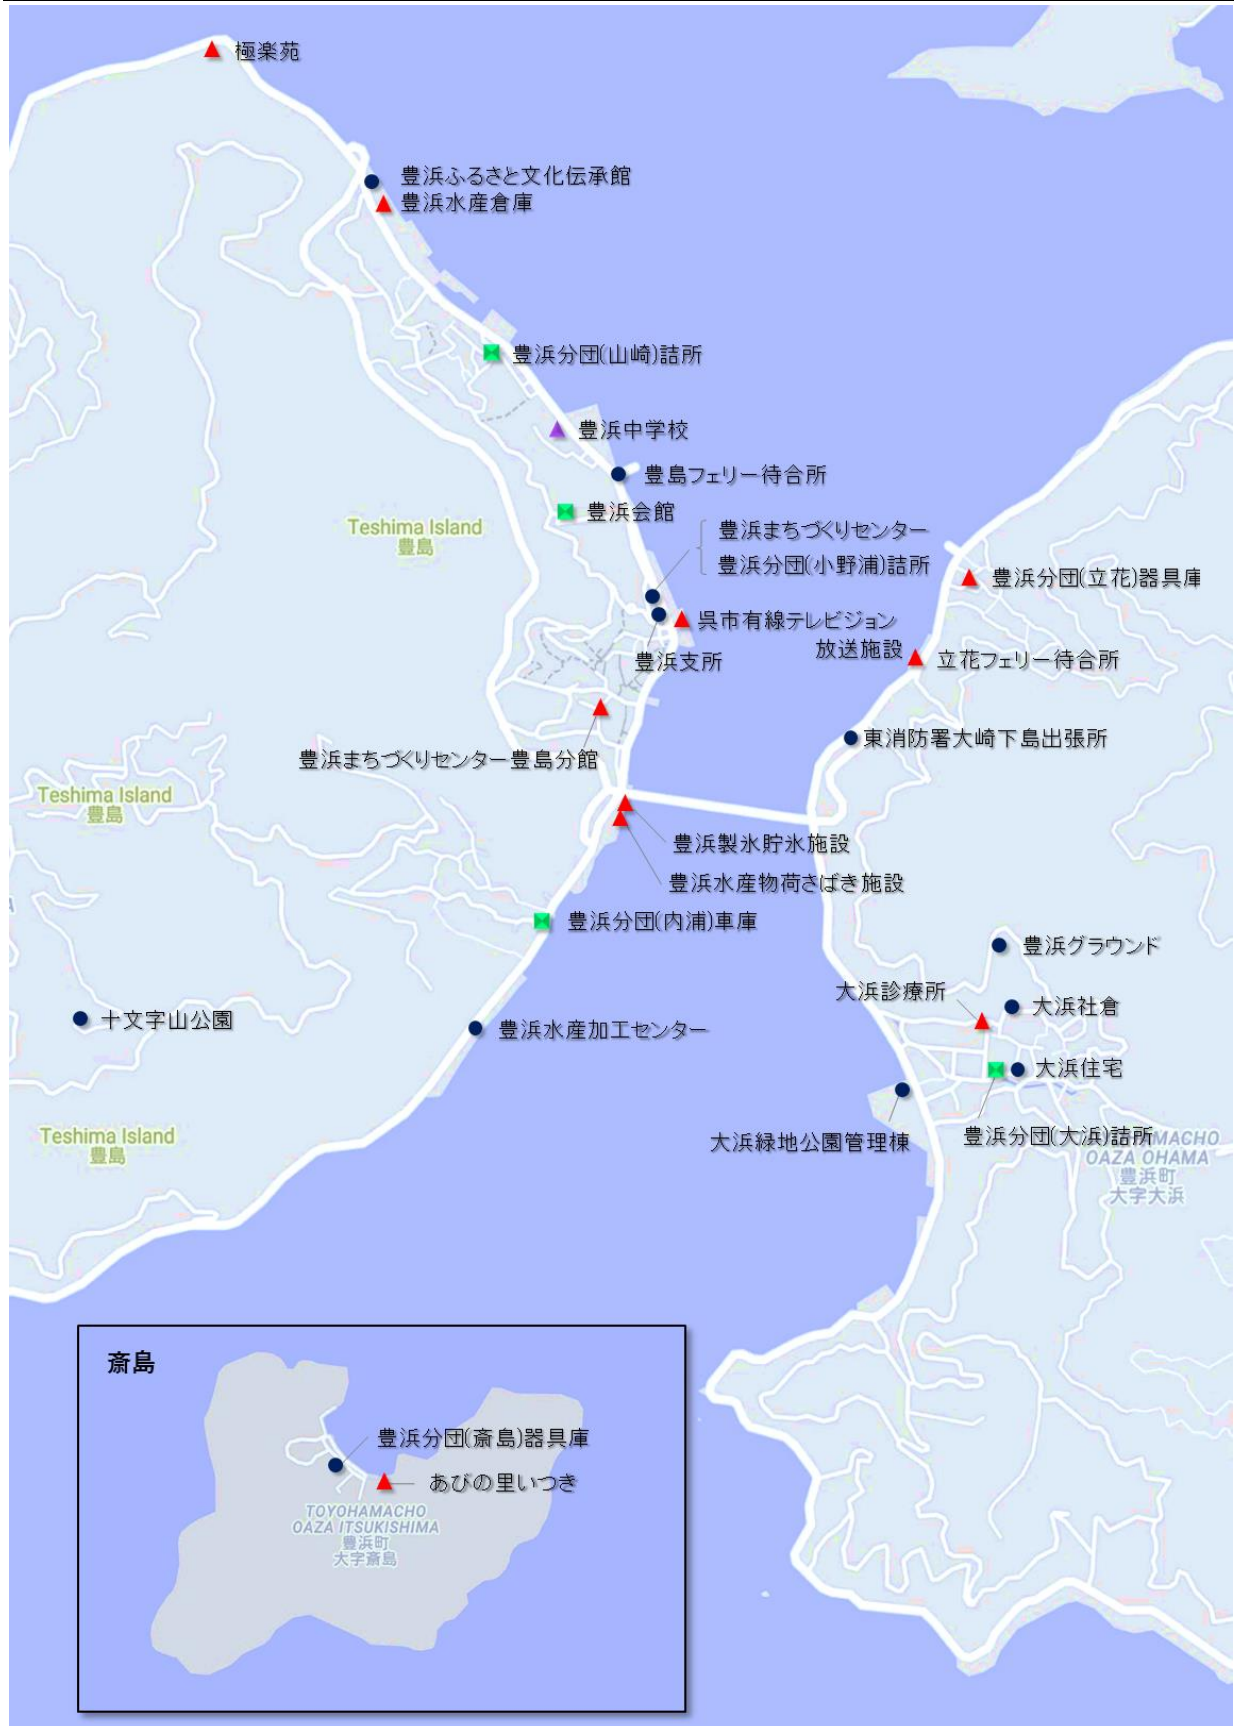 極楽苑
豊浜ふるさと文化伝承館
豊浜水産倉庫
豊浜分団(山崎)詰所
豊浜中学校
豊島フェリー待合所
豊浜会館
Teshima Island
豊島
豊浜まちづくりセンター
豊浜分団(小野浦)詰所
豊浜分団(立花)器具庫
呉市有線テレビジョン
放送施設
豊浜支所
立花フェリー待合所
東消防署大崎下島出張所
豊浜まちづくりセンター豊島分館
Teshima Island
豊島
豊浜製氷貯氷施設
豊浜水産物荷さばき施設
豊浜分団(内浦)車庫
豊浜グラウンド
大浜診療所
大浜社倉
十文字山公園
豊浜水産加工センター
大浜住宅
Teshima Island
豊島
大浜緑地公園管理棟
豊浜分団(大浜)詰所
MACHO
OAZA OHAMA
豊浜町
大字大浜
斎島
豊浜分団(斎島)器具庫
あびの里いつき
TOYOHAMACHO
OAZA ITSUKISHIMA
豊浜町
大字斎島